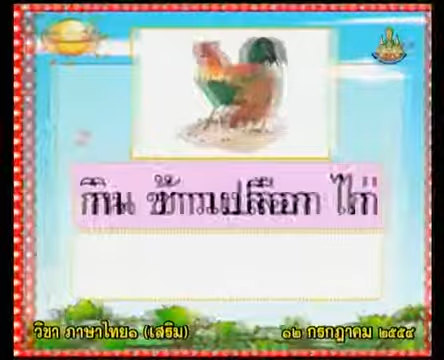 กิน ข้าวเปลือก ไก่
วิชา ภาษาไทย๑ (เสริม)
๑๒ กรกฎาคม ๒๕๕๔